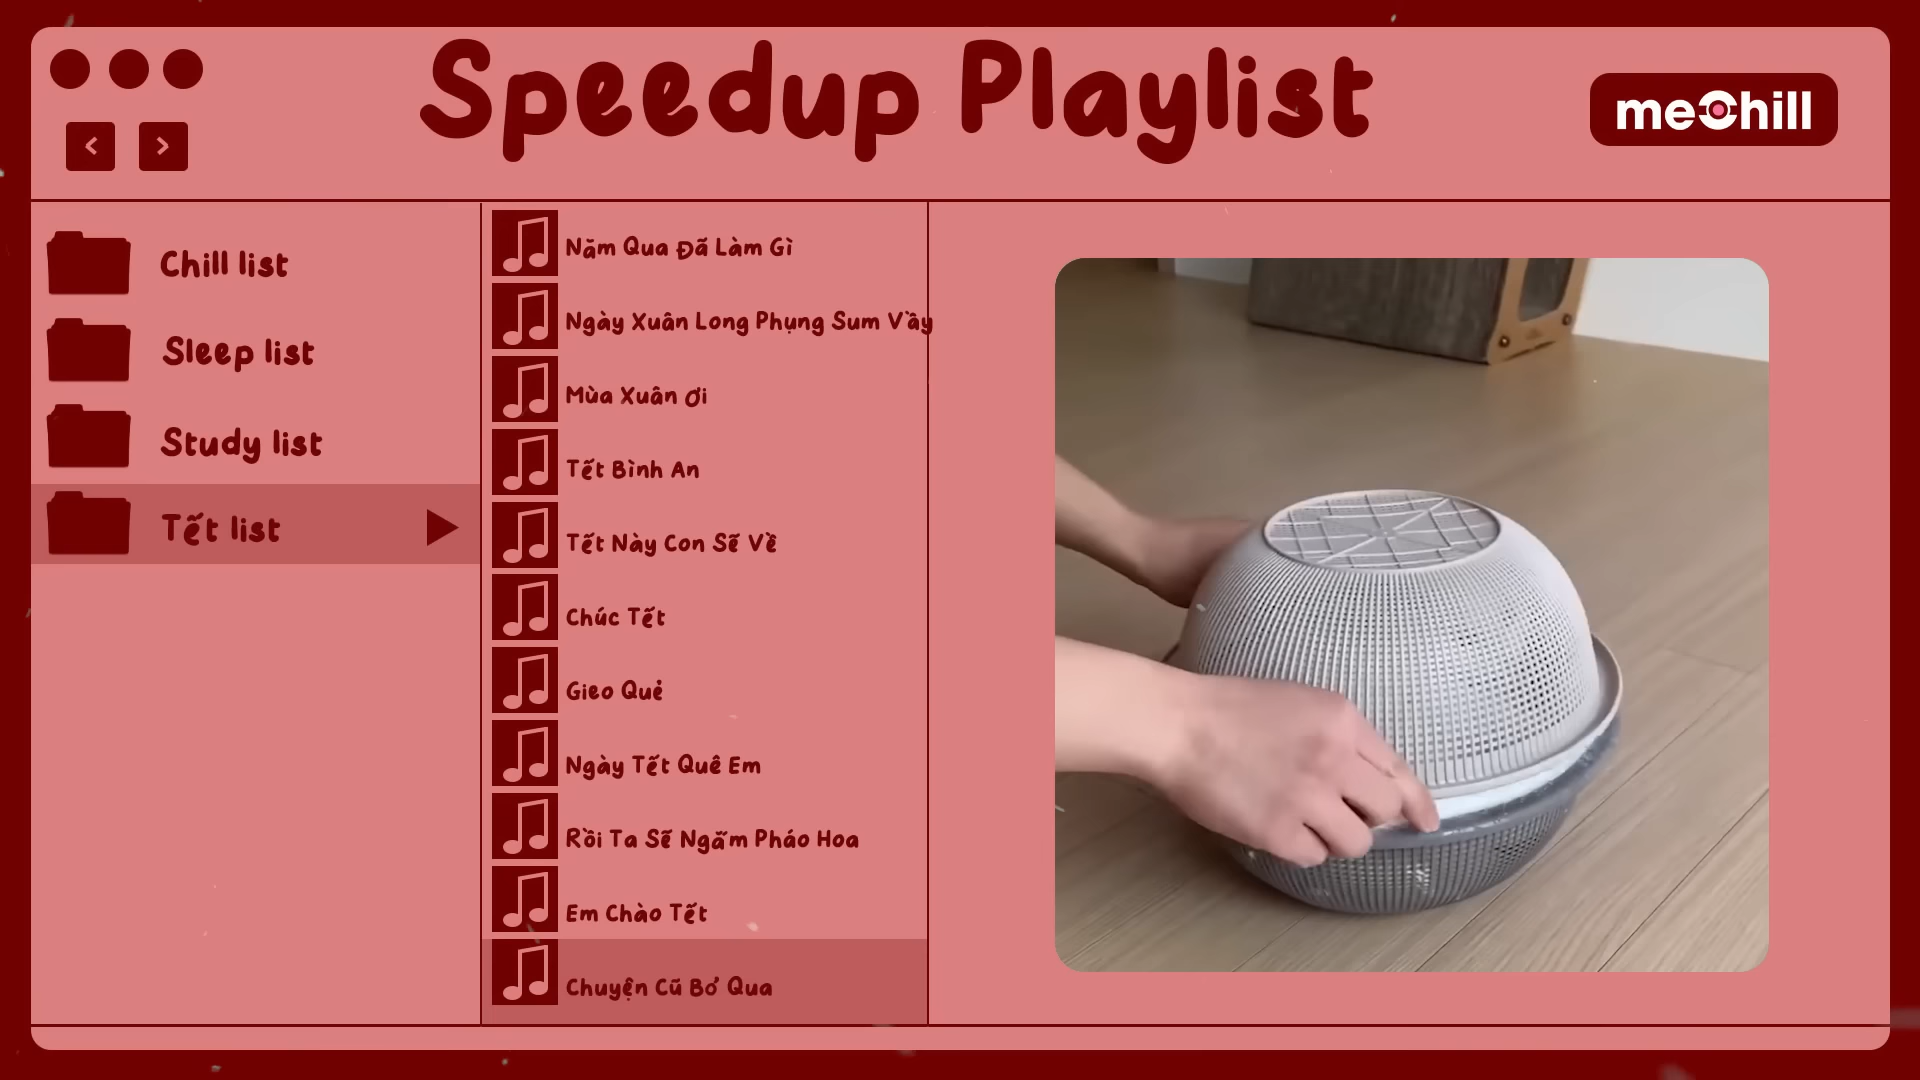 Speedup Playlist
mechill
Chill list
Sleep list
Study list
Tết list
Năm Qua Đã Làm Gì
Ngày Xuân Long Phụng Sum Vầy
Mùa Xuân ơi
Tết Bình An
Tết Này Con Sẽ Về
Chúc Tết
Gieo Quẻ
Ngày Tết Quê Em
Rồi Ta Sẽ Ngắm Pháo Hoa
Em Chào Tết
Chuyện Cũ Bỏ Qua